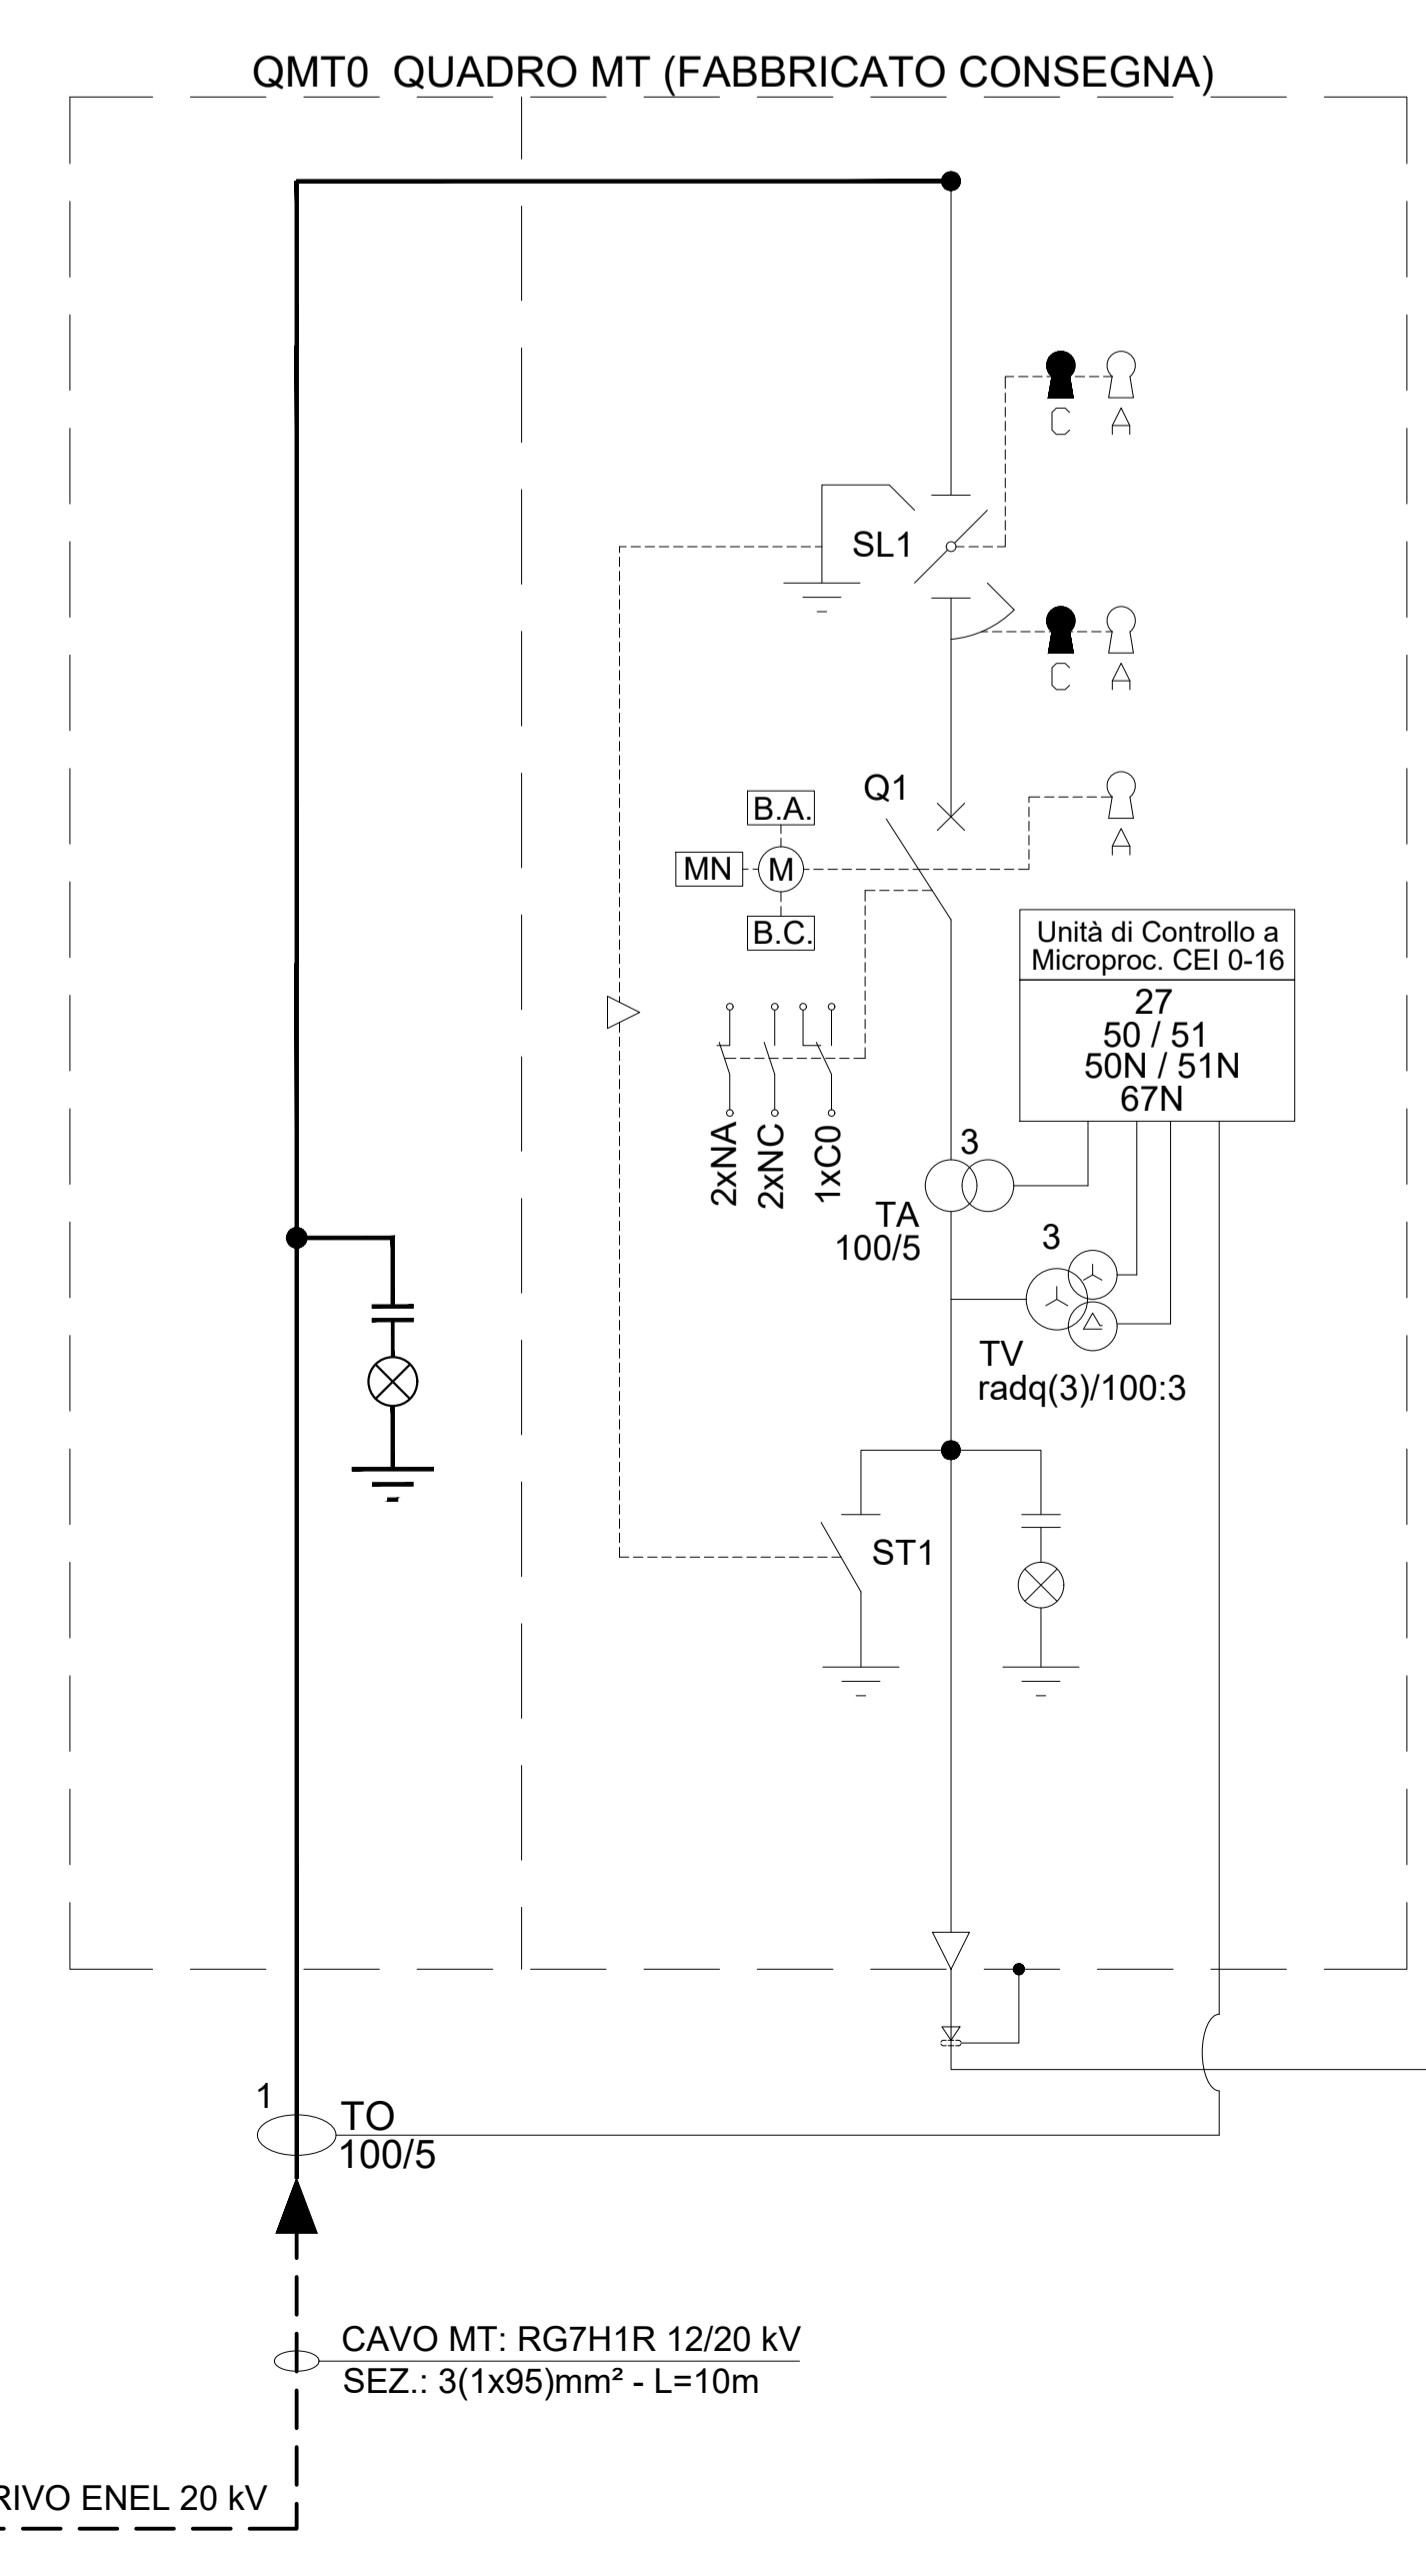 QMT0 QUADRO MT (FABBRICATO CONSEGNA)
C A
SL1
C A
Q1
B.A.
MN M
A
B.C.
Unità di Controllo a
Microproc. CEI 0-16
27
50 / 51
50N / 51N
67N
2xNA
2xNC
1xC0
3
TA
100/5
3
TV
radq(3)/100:3
ST1
1
TO
100/5
CAVO MT: RG7H1R 12/20 kV
SEZ.: 3(1x95)mm² - L=10m
RIVO ENEL 20 kV